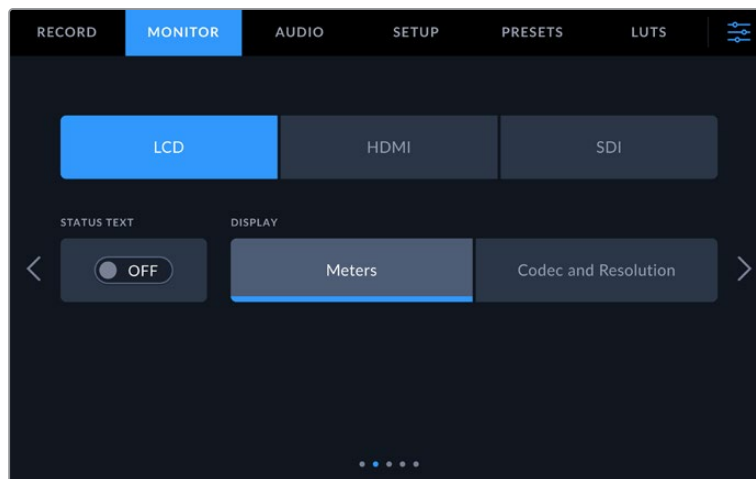 RECORD MONITOR AUDIO SETUP PRESETS LUTS
LCD HDMI SDI
STATUS TEXT DISPLAY
OFF Meters Codec and Resolution